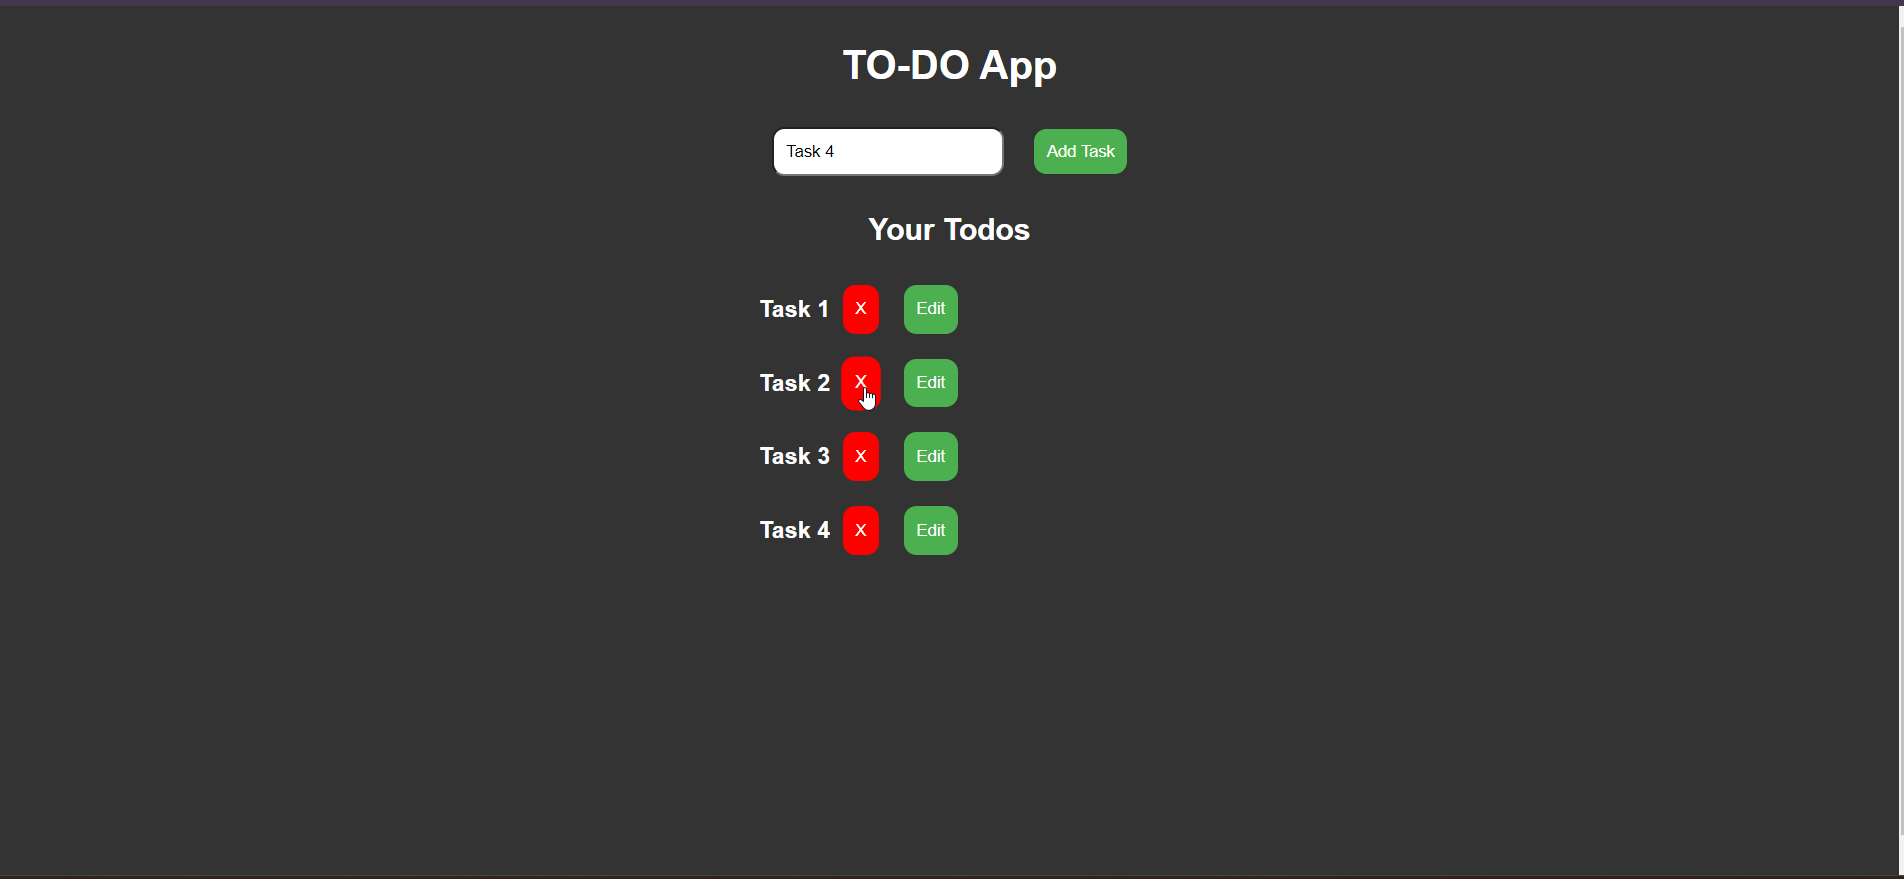 TO-DO App
Task 4 Add Task
Your Todos
Task 1 X Edit
Task 2 X Edit
Task 3 X Edit
Task 4 X Edit